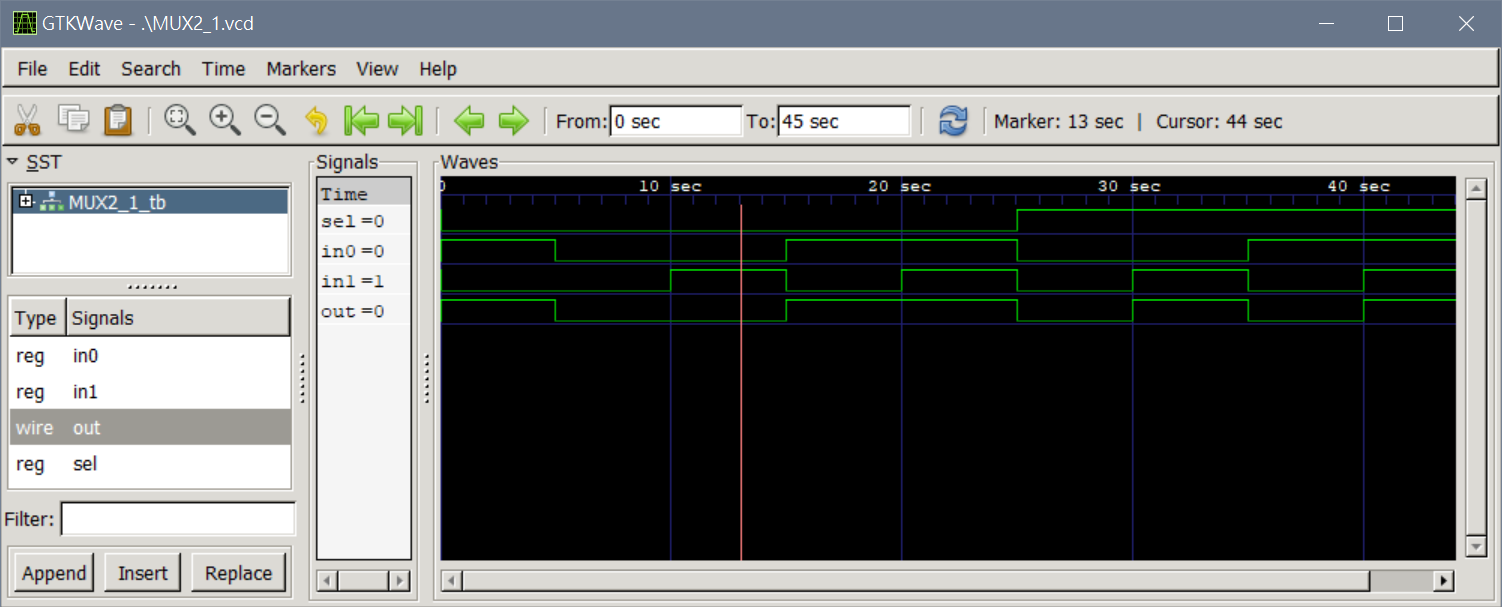 GTKWave - .\MUX2_1.vcd
File Edit Search Time Markers View Help
From: 0 sec To: 45 sec Marker: 13 sec | Cursor: 44 sec
SST
MUX2_1_tb
Type Signals
reg in0
reg in1
wire out
reg sel
Filter:
Append Insert Replace
Signals
Time
sel =0
in0 =0
in1 =1
out =0
Waves
0 10 sec 20 sec 30 sec 40 sec